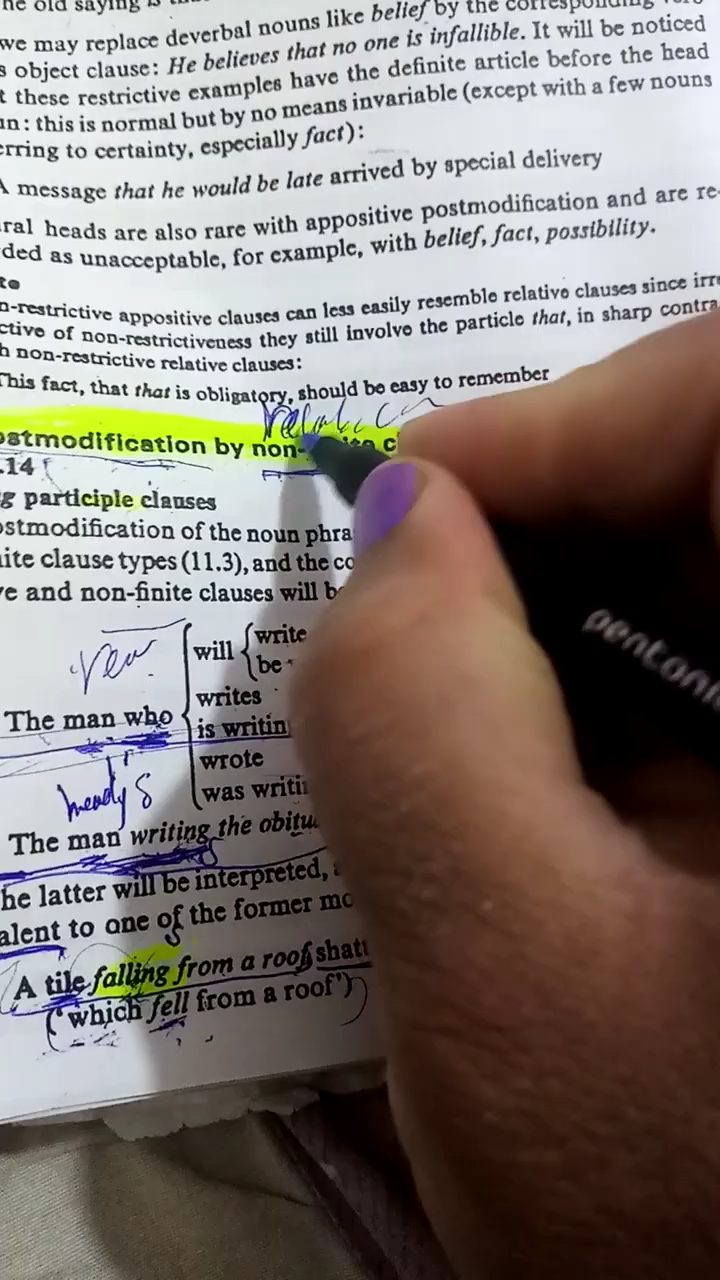 he old saying is
we may replace deverbal nouns like belief by the corresponding
s object clause: He believes that no one is infallible. It will be noticed
t these restrictive examples have the definite article before the head
un: this is normal but by no means invariable (except with a few nouns
erring to certainty, especially fact):
A message that he would be late arrived by special delivery
ral heads are also rare with appositive postmodification and are re-
ded as unacceptable, for example, with belief, fact, possibility.
te
n-restrictive appositive clauses can less easily resemble relative clauses since irre
ctive of non-restrictiveness they still involve the particle that, in sharp contra
h non-restrictive relative clauses:
This fact, that that is obligatory, should be easy to remember
ostmodification by non-
.14
g participle clauses
ostmodification of the noun phra
ite clause types (11.3), and the co
e and non-finite clauses will b
The man who
will
write
be
writes
is writin
wrote
was writi
The man writing the obitu
he latter will be interpreted,
alent to one of the former mo
A tile falling from a roof shatt
('which fell from a roof')
pentoni